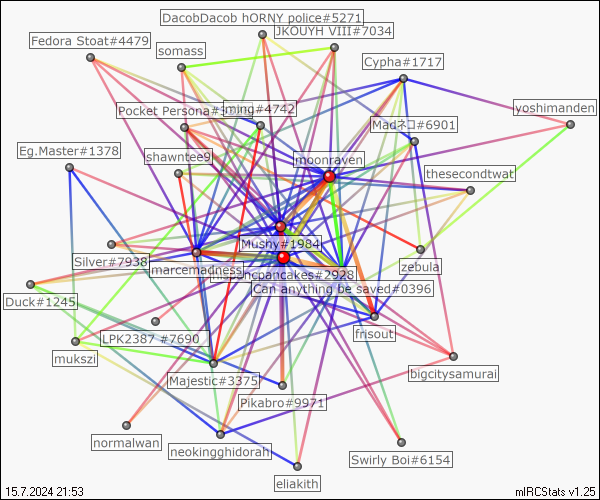 DacobDacob hORNY police#5271
JKOUYH VIII#7034
Fedora Stoat#4479
somass
Cypha#1717
yoshimanden
Pocket Persona#
ming#4742
Madネコ#6901
Eg.Master#1378
shawntee9
moonraven
thesecondtwat
Mushy#1984
Silver#7938
marcemadness
pancakes#2928
zebula
Can anything be saved#0396
Duck#1245
LPK2387 #7690
frisout
mukszi
bigcitysamurai
Majestic#3375
Pikabro#9971
normalwan
neokingghidorah
Swirly Boi#6154
eliakith
15.7.2024 21:53
mIRCStats v1.25